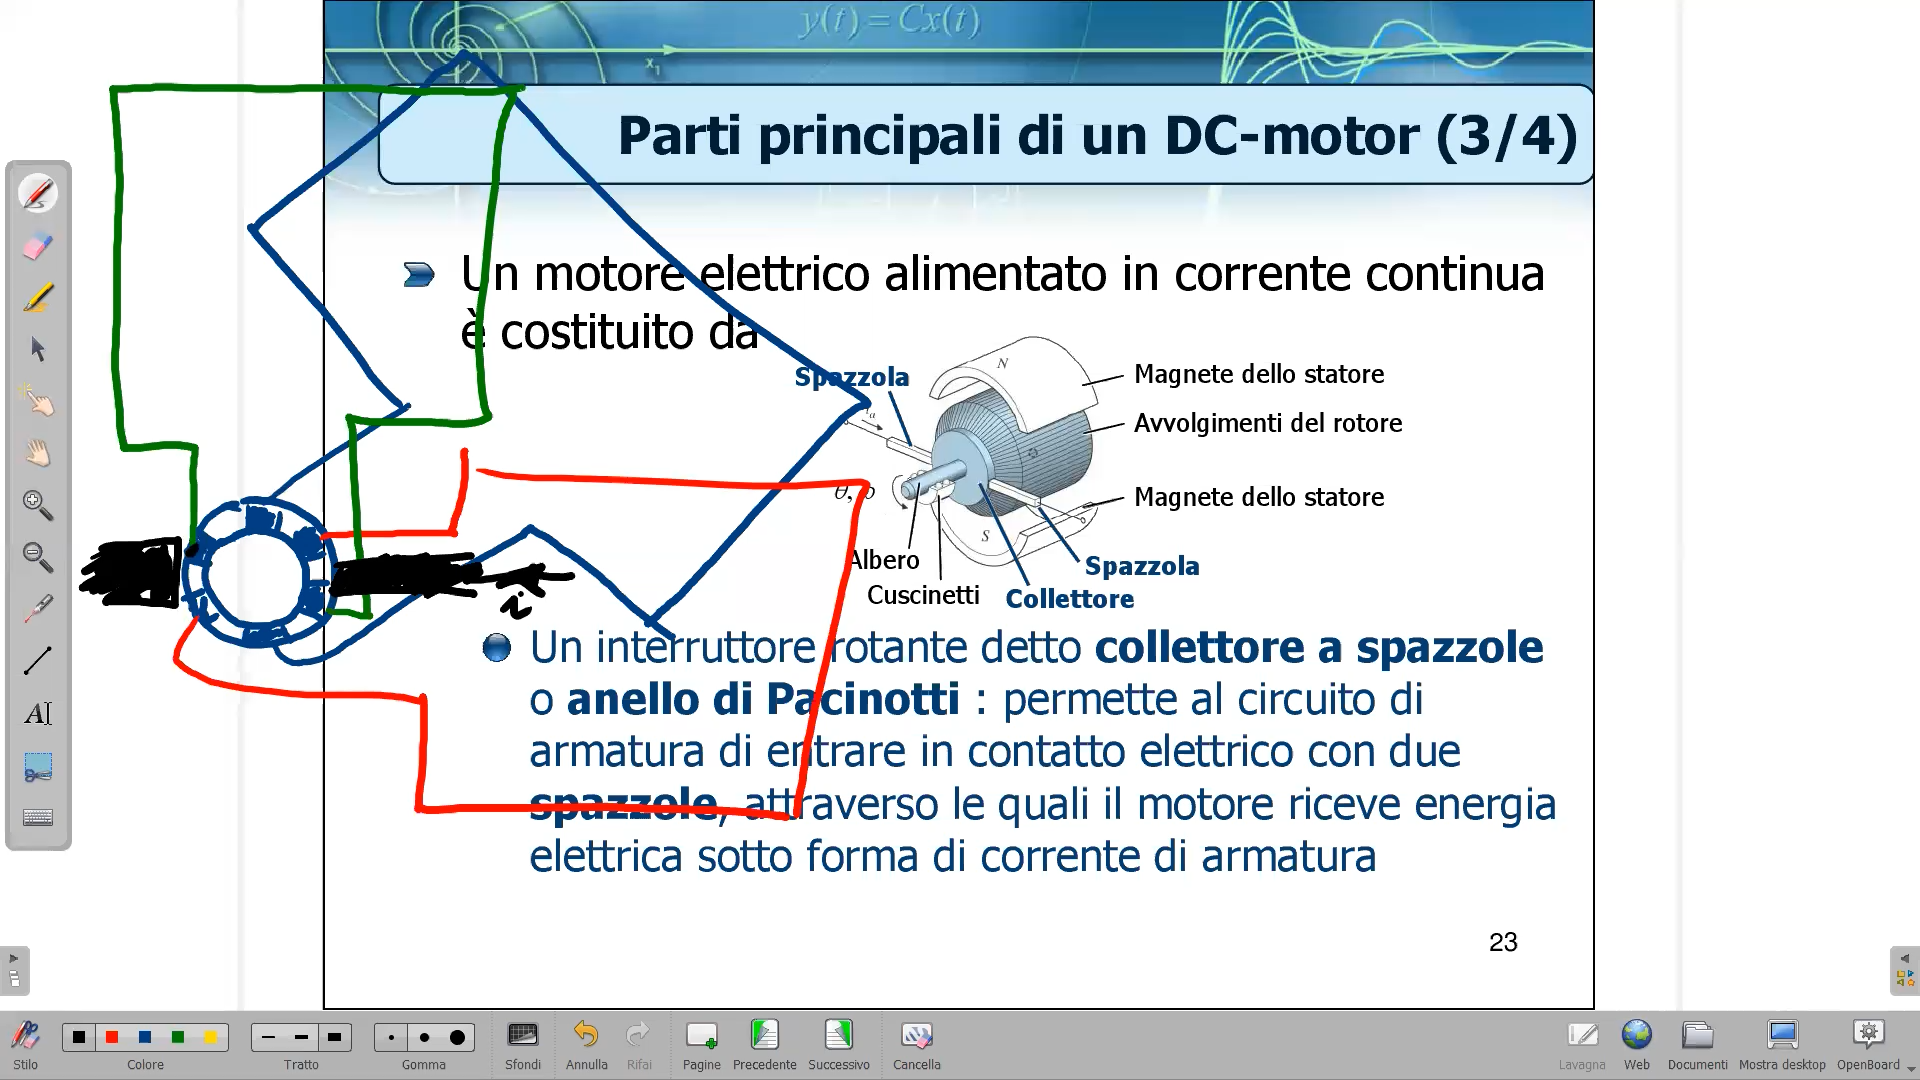 y(t) = Cx(t)
x₁
Parti principali di un DC-motor (3/4)
Un motore elettrico alimentato in corrente continua
è costituito da
Spazzola
N
Magnete dello statore
Avvolgimenti del rotore
Magnete dello statore
S
Albero
Spazzola
Cuscinetti
Collettore
i
Un interruttore rotante detto collettore a spazzole
o anello di Pacinotti : permette al circuito di
armatura di entrare in contatto elettrico con due
spazzole, attraverso le quali il motore riceve energia
elettrica sotto forma di corrente di armatura
23
AI
Stilo
Colore
Tratto
Gomma
Sfondi
Annulla
Rifai
Pagine
Precedente
Successivo
Cancella
Lavagna
Web
Documenti
Mostra desktop
OpenBoard